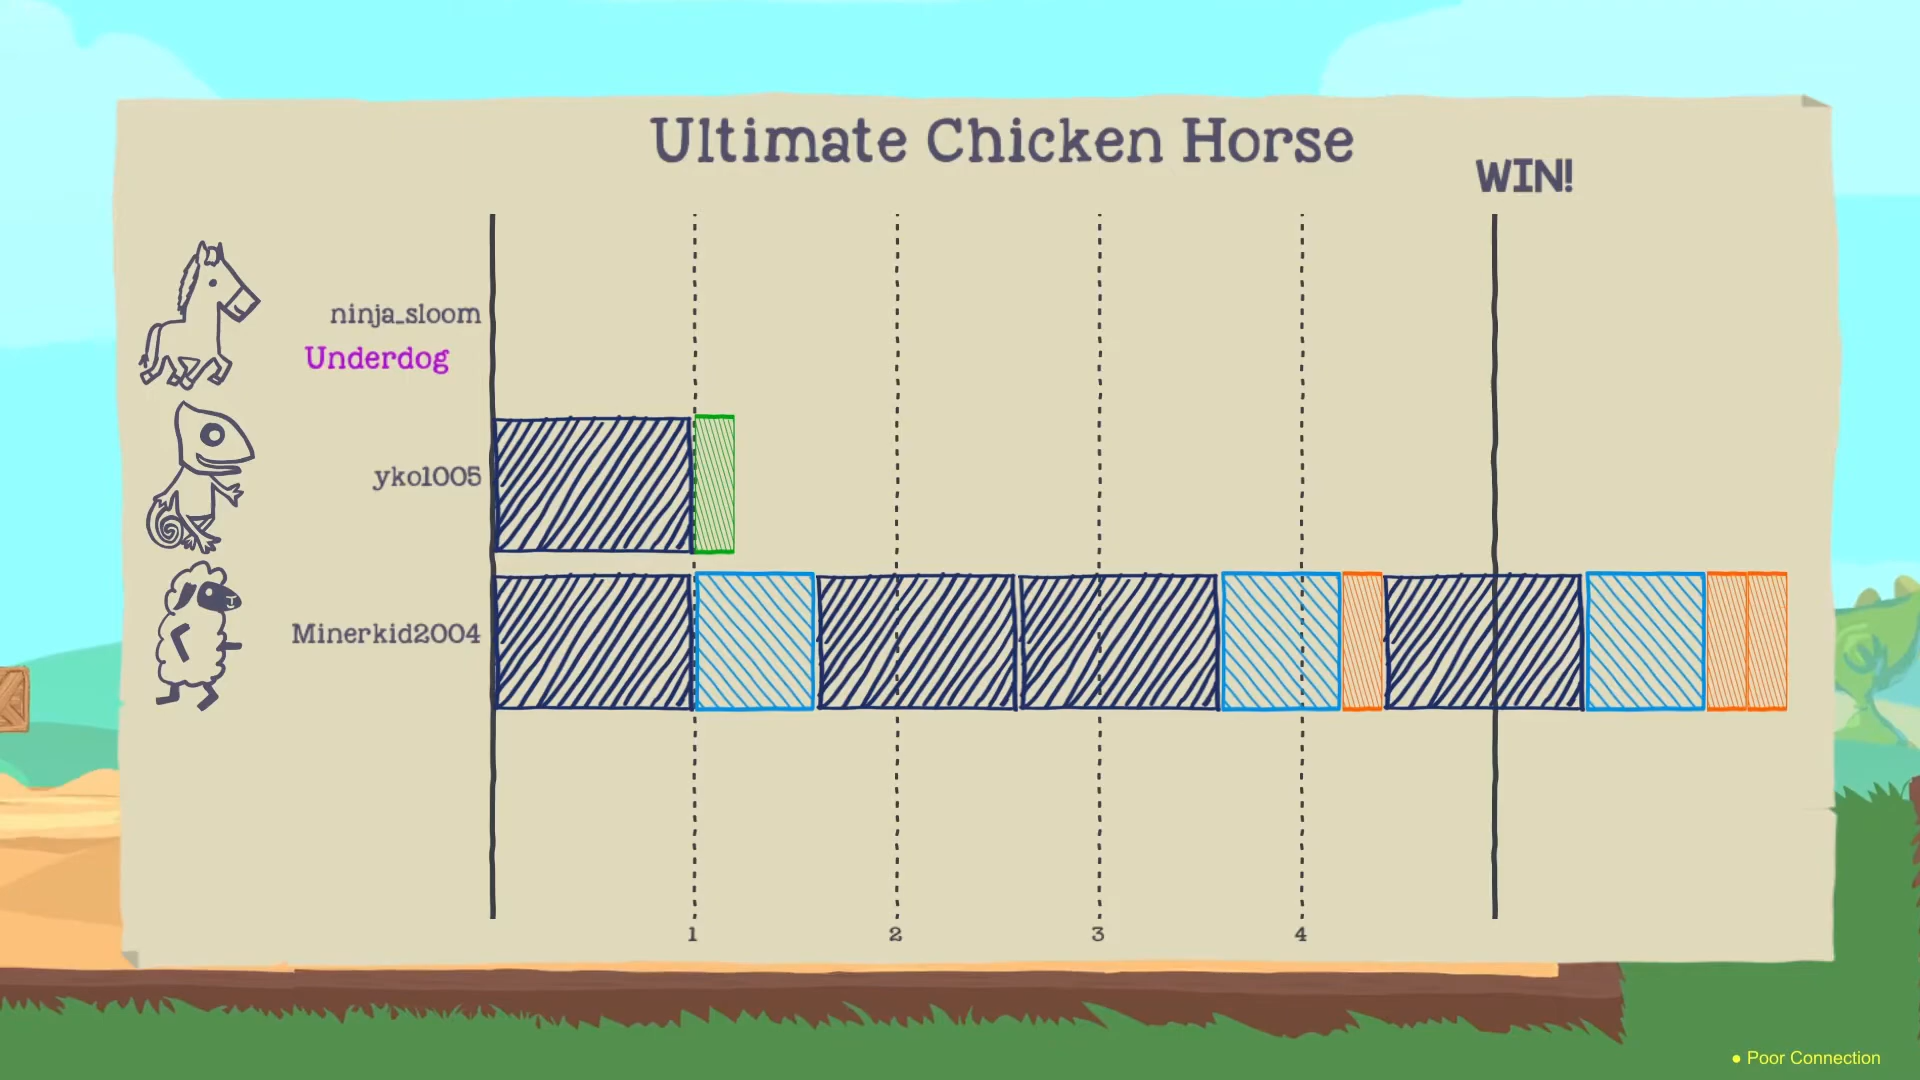 Ultimate Chicken Horse
WIN!
ninja_sloom
Underdog
yko1005
Minerkid2004
1 2 3 4
● Poor Connection